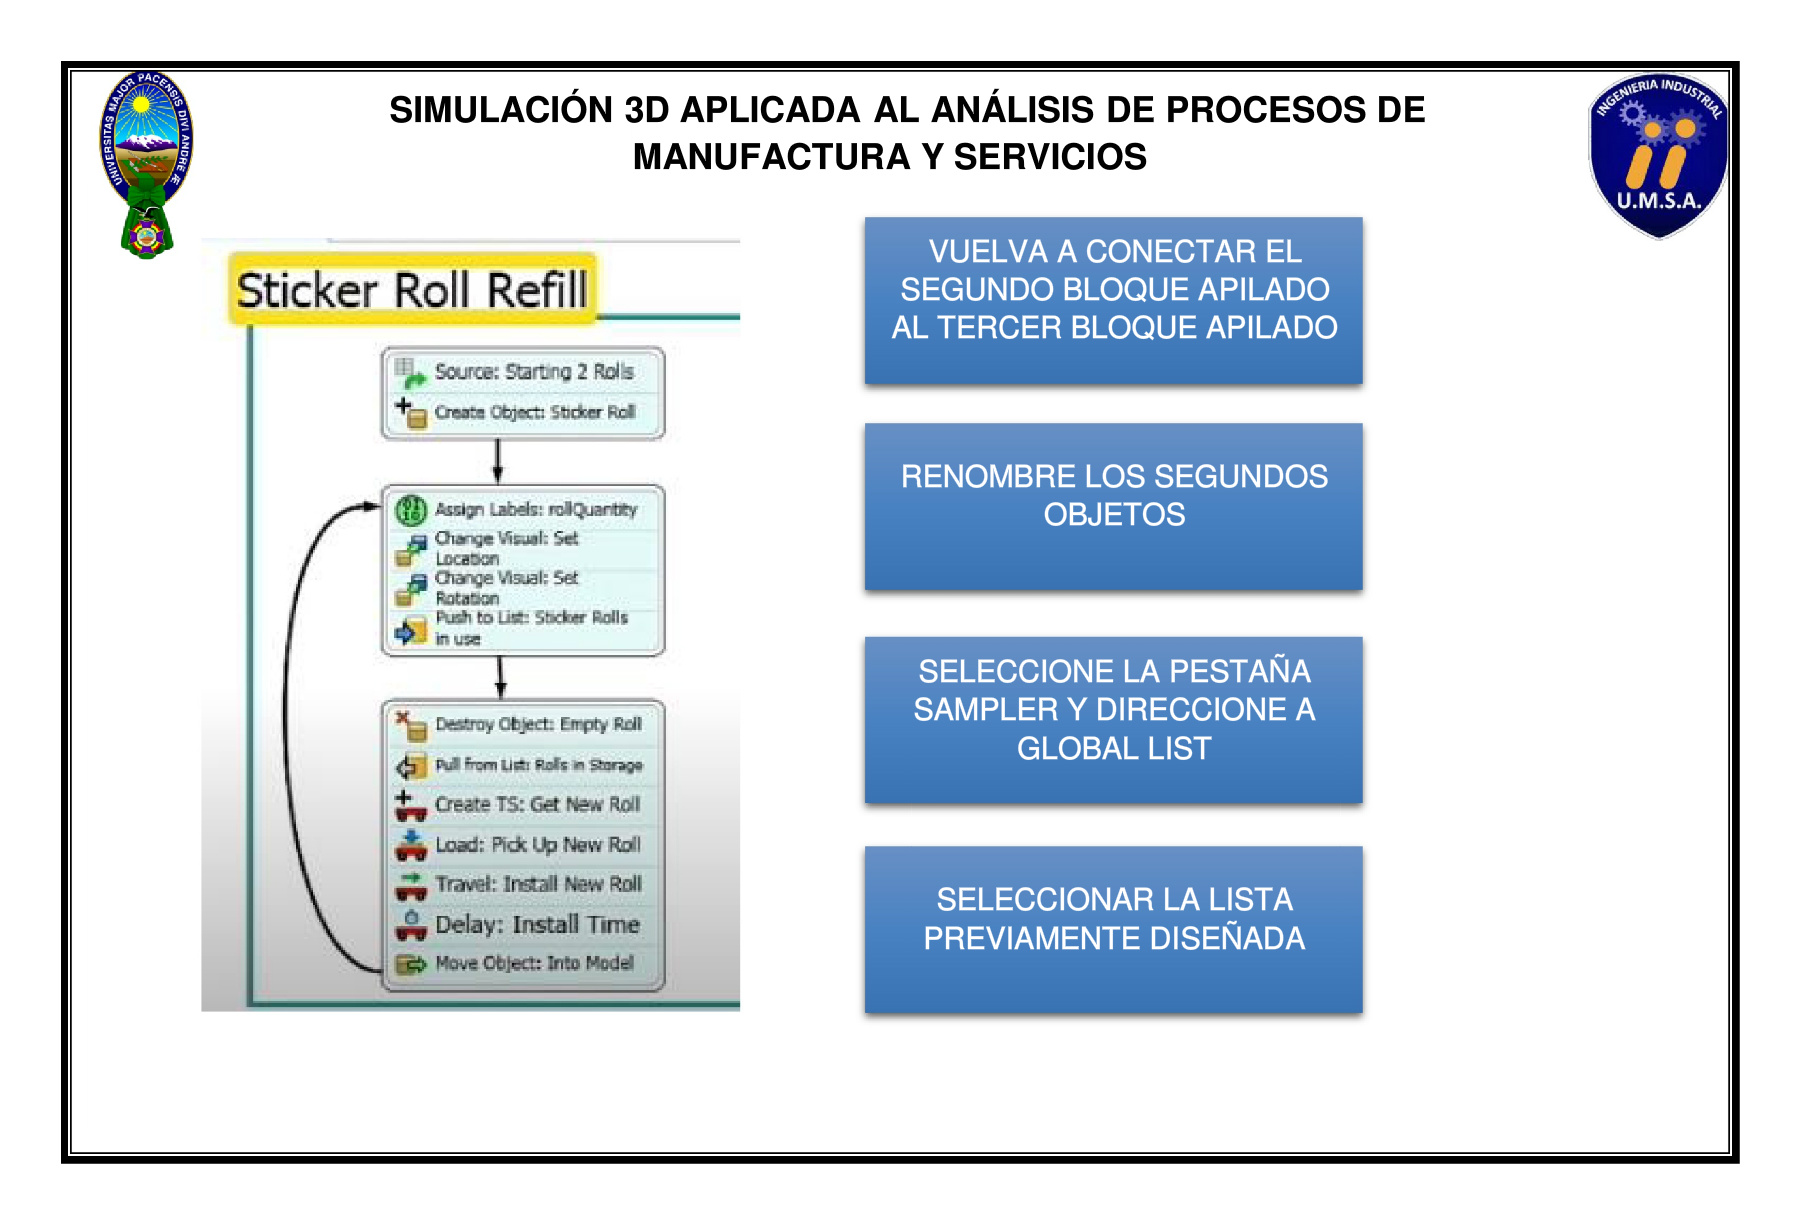 SIMULACIÓN 3D APLICADA AL ANÁLISIS DE PROCESOS DE
MANUFACTURA Y SERVICIOS
UNIVERSITAS MAJOR PACENSIS DIVI ANDRE Æ
INGENIERIA INDUSTRIAL
U.M.S.A.
Sticker Roll Refill
Source: Starting 2 Rolls
Create Object: Sticker Roll
Assign Labels: rollQuantity
Change Visual: Set
Location
Change Visual: Set
Rotation
Push to List: Sticker Rolls
in use
Destroy Object: Empty Roll
Pull from List: Rolls in Storage
Create TS: Get New Roll
Load: Pick Up New Roll
Travel: Install New Roll
Delay: Install Time
Move Object: Into Model
VUELVA A CONECTAR EL
SEGUNDO BLOQUE APILADO
AL TERCER BLOQUE APILADO
RENOMBRE LOS SEGUNDOS
OBJETOS
SELECCIONE LA PESTAÑA
SAMPLER Y DIRECCIONE A
GLOBAL LIST
SELECCIONAR LA LISTA
PREVIAMENTE DISEÑADA